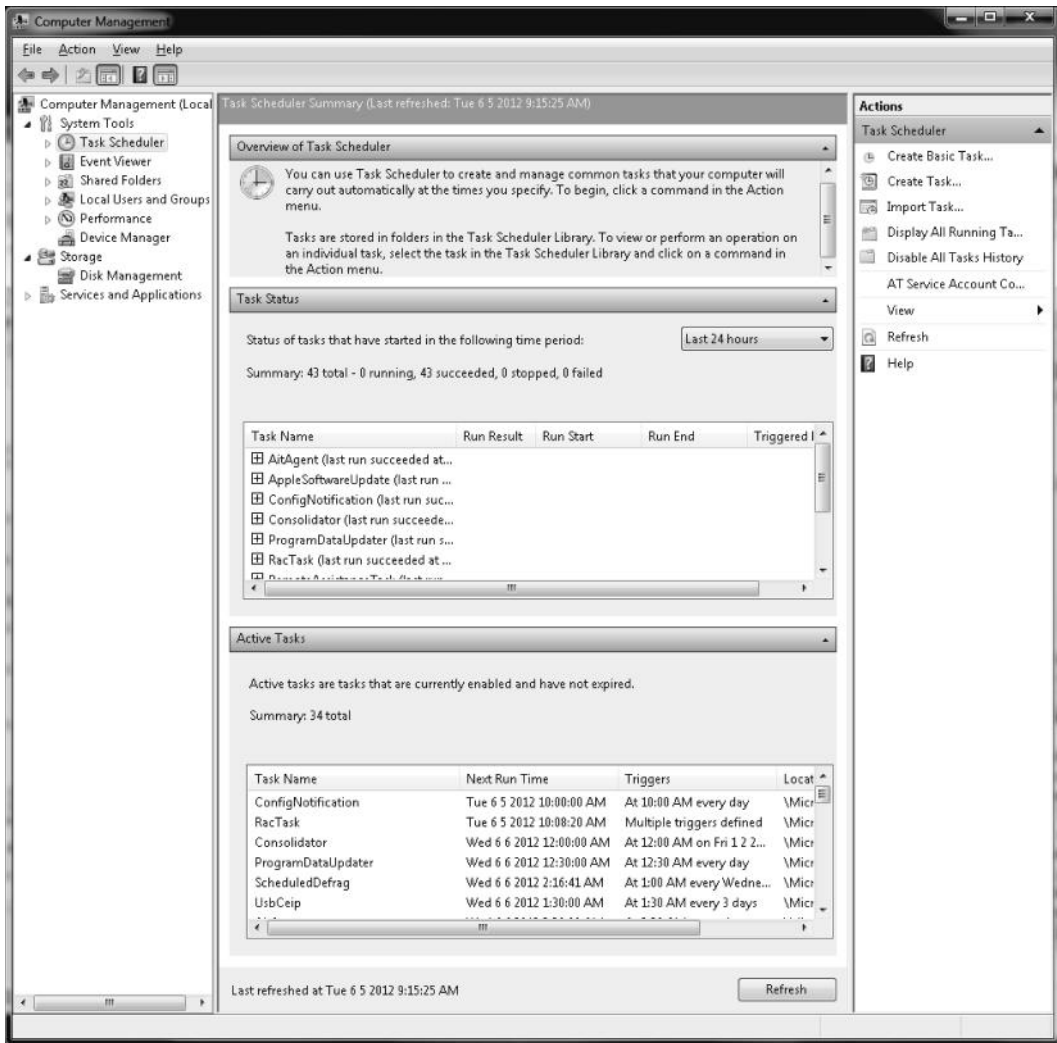 Computer Management
File Action View Help
Computer Management (Local
System Tools
Task Scheduler
Event Viewer
Shared Folders
Local Users and Groups
Performance
Device Manager
Storage
Disk Management
Services and Applications
Task Scheduler Summary (Last refreshed: Tue 6 5 2012 9:15:25 AM)
Overview of Task Scheduler
You can use Task Scheduler to create and manage common tasks that your computer will
carry out automatically at the times you specify. To begin, click a command in the Action
menu.
Tasks are stored in folders in the Task Scheduler Library. To view or perform an operation on
an individual task, select the task in the Task Scheduler Library and click on a command in
the Action menu.
Task Status
Status of tasks that have started in the following time period: Last 24 hours
Summary: 43 total - 0 running, 43 succeeded, 0 stopped, 0 failed
Task Name Run Result Run Start Run End Triggered
AitAgent (last run succeeded at...
AppleSoftwareUpdate (last run ...
ConfigNotification (last run suc...
Consolidator (last run succeede...
ProgramDataUpdater (last run s...
RacTask (last run succeeded at ...
Active Tasks
Active tasks are tasks that are currently enabled and have not expired.
Summary: 34 total
Task Name Next Run Time Triggers Locat
ConfigNotification Tue 6 5 2012 10:00:00 AM At 10:00 AM every day \Micr
RacTask Tue 6 5 2012 10:08:20 AM Multiple triggers defined \Micr
Consolidator Wed 6 6 2012 12:00:00 AM At 12:00 AM on Fri 1 2 2... \Micr
ProgramDataUpdater Wed 6 6 2012 12:30:00 AM At 12:30 AM every day \Micr
ScheduledDefrag Wed 6 6 2012 2:16:41 AM At 1:00 AM every Wedne... \Micr
UsbCeip Wed 6 6 2012 1:30:00 AM At 1:30 AM every 3 days \Micr
Last refreshed at Tue 6 5 2012 9:15:25 AM Refresh
Actions
Task Scheduler
Create Basic Task...
Create Task...
Import Task...
Display All Running Ta...
Disable All Tasks History
AT Service Account Co...
View
Refresh
Help